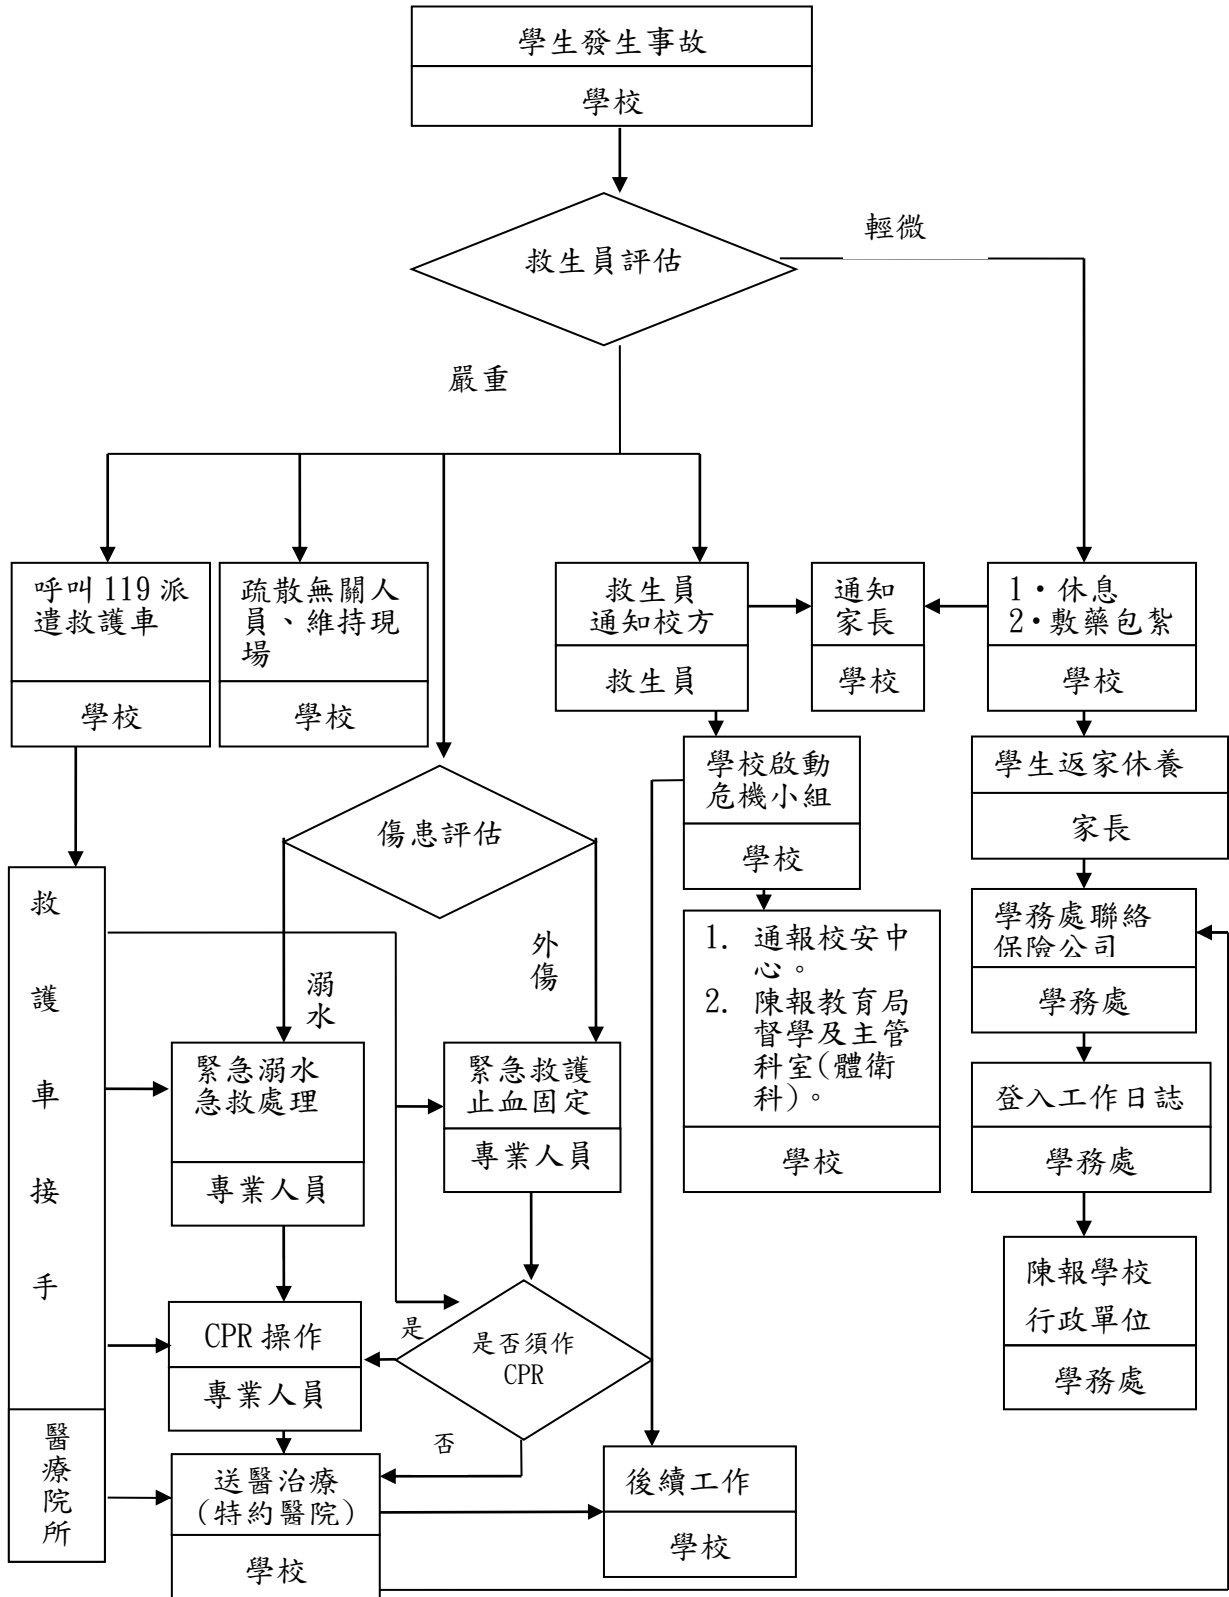 學生發生事故
學校
救生員評估
輕微
嚴重
呼叫119派
遣救護車
學校
疏散無關人
員、維持現
場
學校
救生員
通知校方
救生員
通知
家長
學校
1·休息
2·敷藥包紮
學校
傷患評估
學校啟動
危機小組
學校
學生返家休養
家長
救護車接手
醫療院所
溺水
外傷
1. 通報校安中
心。
2. 陳報教育局
督學及主管
科室(體衛
科)。
學校
學務處聯絡
保險公司
學務處
緊急溺水
急救處理
專業人員
緊急救護
止血固定
專業人員
登入工作日誌
學務處
CPR操作
專業人員
是
是否須作
CPR
否
陳報學校
行政單位
學務處
送醫治療
(特約醫院)
學校
後續工作
學校